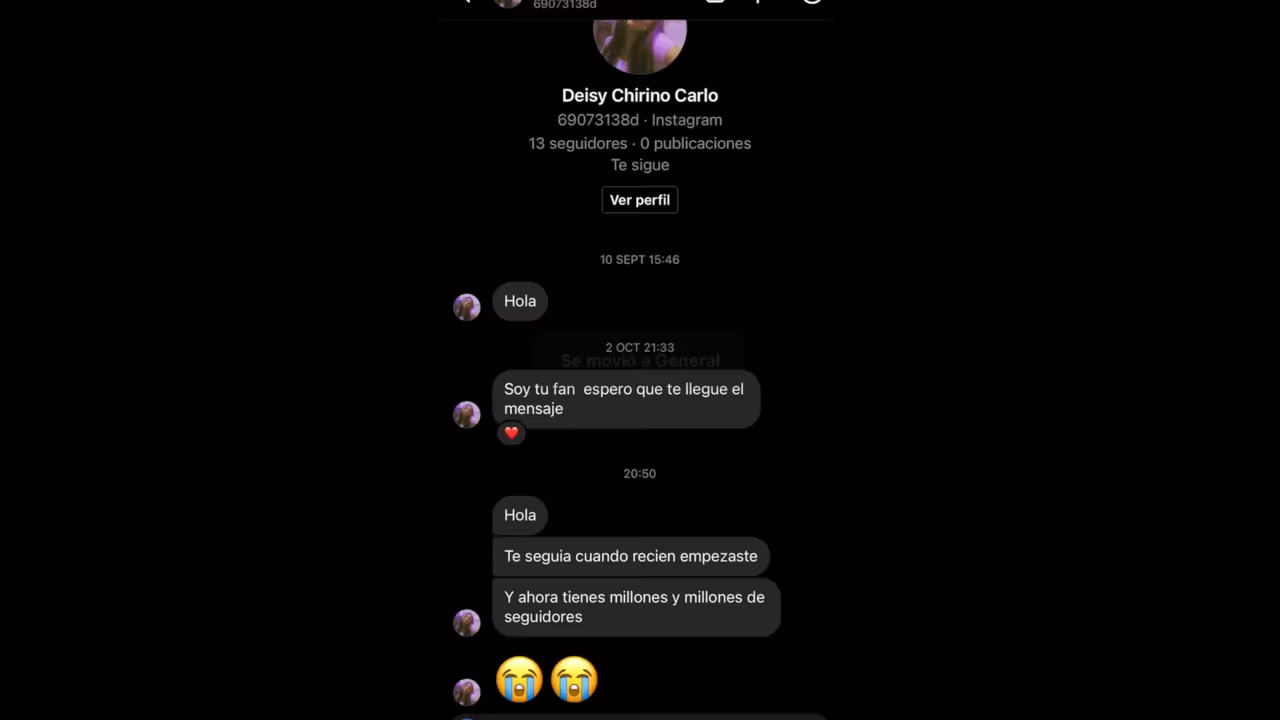 69073138d
Deisy Chirino Carlo
69073138d · Instagram
13 seguidores · 0 publicaciones
Te sigue
Ver perfil
10 SEPT 15:46
Hola
2 OCT 21:33
Se movió a General
Soy tu fan  espero que te llegue el
mensaje
20:50
Hola
Te seguia cuando recien empezaste
Y ahora tienes millones y millones de
seguidores